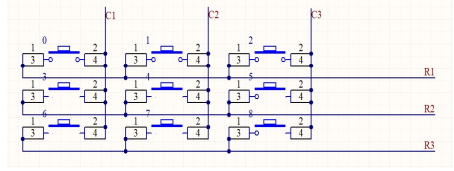 C1 C2 C3
0 1 2
1 2 1 2 1 2
3 4 3 4 3 4
R1
3 4 5
1 2 1 2 1 2
3 4 3 4 3 4
R2
6 7 8
1 2 1 2 1 2
3 4 3 4 3 4
R3